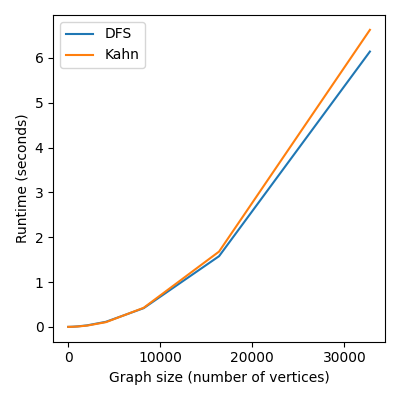 DFS
Kahn
6
5
4
3
2
1
0
Runtime (seconds)
0 10000 20000 30000
Graph size (number of vertices)